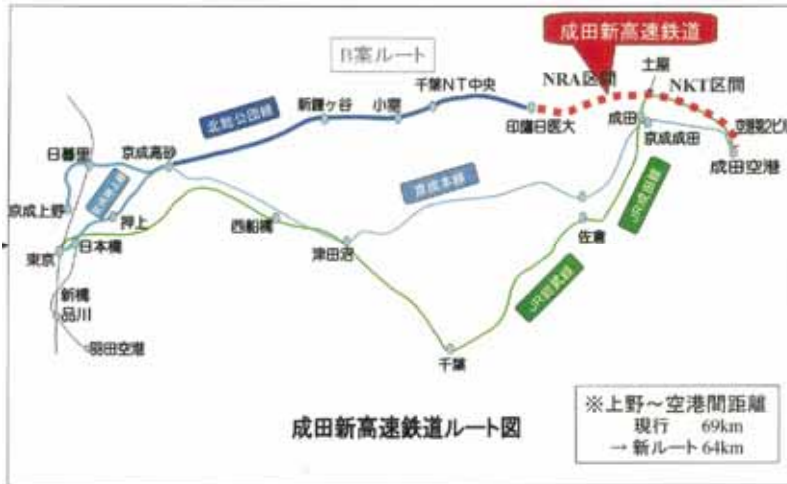 成田新高速鉄道
B案ルート
土屋
千葉NT中央
NRA区間
NKT区間
新鎌ヶ谷
小室
北総公団線
印旛日医大
成田
京成成田
空港第2ビル
成田空港
日暮里
京成高砂
京成押上線
京成本線
JR成田線
京成上野
押上
西船橋
佐倉
日本橋
東京
津田沼
JR総武線
新橋
品川
羽田空港
千葉
成田新高速鉄道ルート図
※上野~空港間距離
現行 69km
→ 新ルート 64km